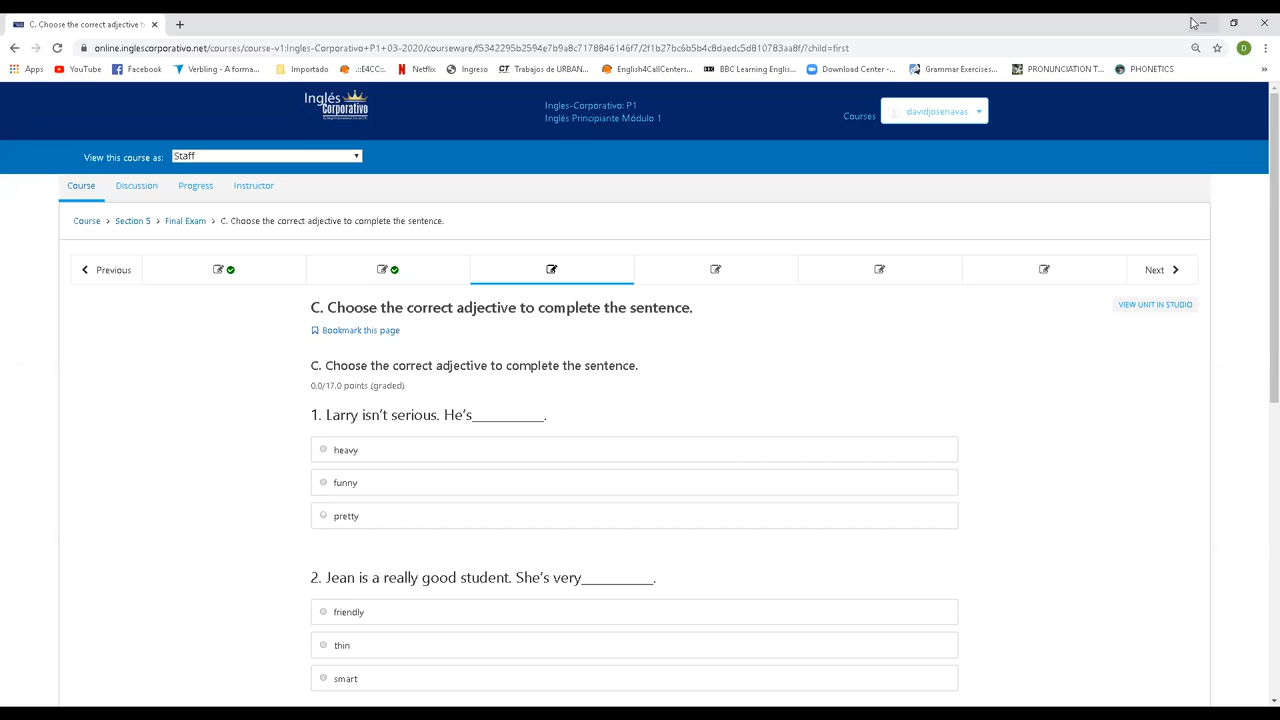 C. Choose the correct adjective t
online.inglescorporativo.net/courses/course-v1:Ingles-Corporativo+P1+03-2020/courseware/f5342295b2594e7b9a8c7178846146f7/2f1b27bc6b5b4c8daedc5d810783aa8f/?child=first
D
Apps YouTube Facebook Verbling - A forma... Importado .::E4CC::. Netflix Ingreso Trabajos de URBAN... English4CallCenters... BBC Learning Englis... Download Center -... Grammar Exercises... PRONUNCIATION T... PHONETICS »
Inglés
Corporativo
Ingles-Corporativo: P1
Inglés Principiante Módulo 1
Courses davidjosenavas
View this course as: Staff
Course Discussion Progress Instructor
Course > Section 5 > Final Exam > C. Choose the correct adjective to complete the sentence.
Previous Next
C. Choose the correct adjective to complete the sentence.
VIEW UNIT IN STUDIO
Bookmark this page
C. Choose the correct adjective to complete the sentence.
0.0/17.0 points (graded)
1. Larry isn't serious. He's__________.
heavy
funny
pretty
2. Jean is a really good student. She's very__________.
friendly
thin
smart